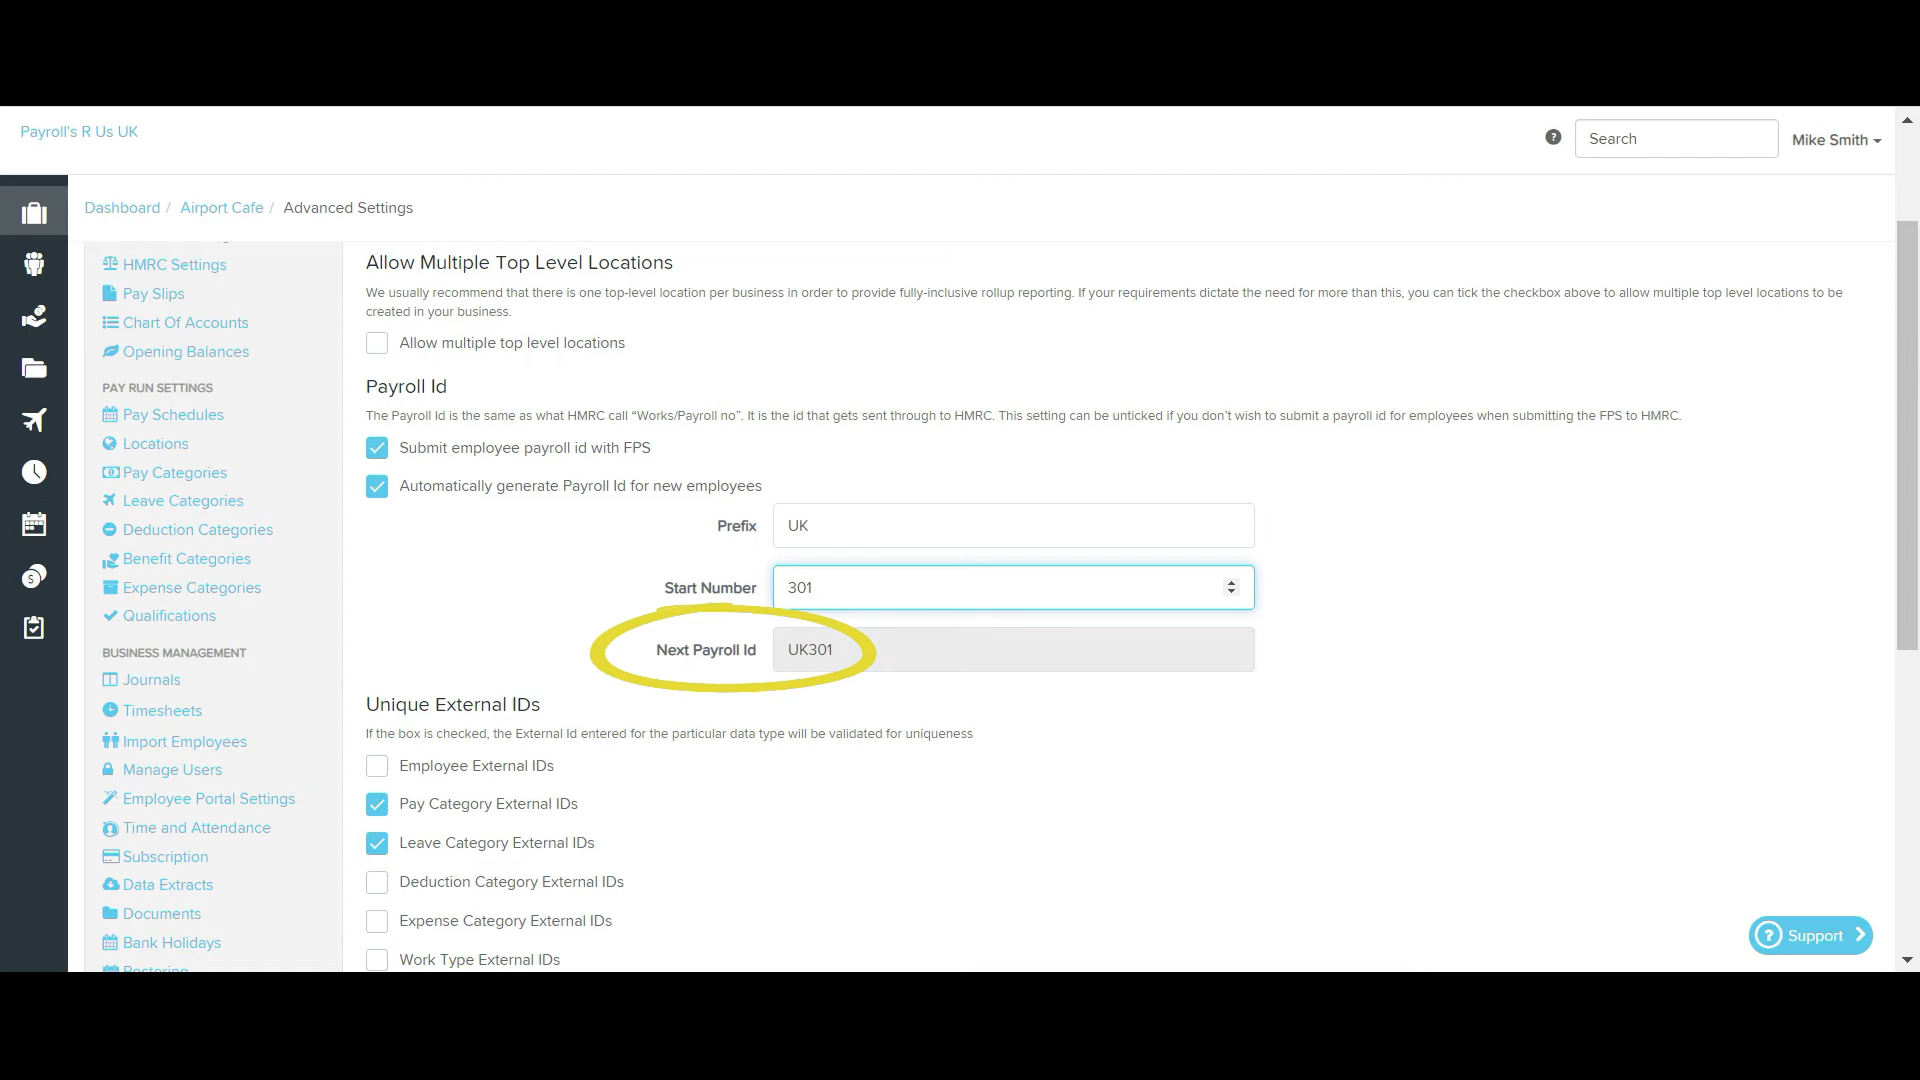 Payroll's R Us UK
?
Search
Mike Smith
Dashboard / Airport Cafe / Advanced Settings
HMRC Settings
Pay Slips
Chart Of Accounts
Opening Balances
PAY RUN SETTINGS
Pay Schedules
Locations
Pay Categories
Leave Categories
Deduction Categories
Benefit Categories
Expense Categories
Qualifications
BUSINESS MANAGEMENT
Journals
Timesheets
Import Employees
Manage Users
Employee Portal Settings
Time and Attendance
Subscription
Data Extracts
Documents
Bank Holidays
Rostering
Allow Multiple Top Level Locations
We usually recommend that there is one top-level location per business in order to provide fully-inclusive rollup reporting. If your requirements dictate the need for more than this, you can tick the checkbox above to allow multiple top level locations to be
created in your business.
Allow multiple top level locations
Payroll Id
The Payroll Id is the same as what HMRC call “Works/Payroll no”. It is the id that gets sent through to HMRC. This setting can be unticked if you don’t wish to submit a payroll id for employees when submitting the FPS to HMRC.
Submit employee payroll id with FPS
Automatically generate Payroll Id for new employees
Prefix UK
Start Number 301
Next Payroll Id UK301
Unique External IDs
If the box is checked, the External Id entered for the particular data type will be validated for uniqueness
Employee External IDs
Pay Category External IDs
Leave Category External IDs
Deduction Category External IDs
Expense Category External IDs
Work Type External IDs
? Support